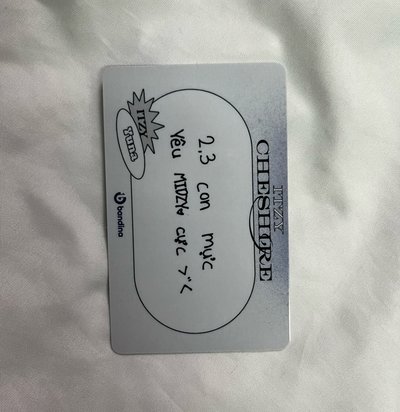 ITZY
CHESHIRE
2,3 con mực
Yêu MIDZY cực >"<
ITZY
Yuna
bandina